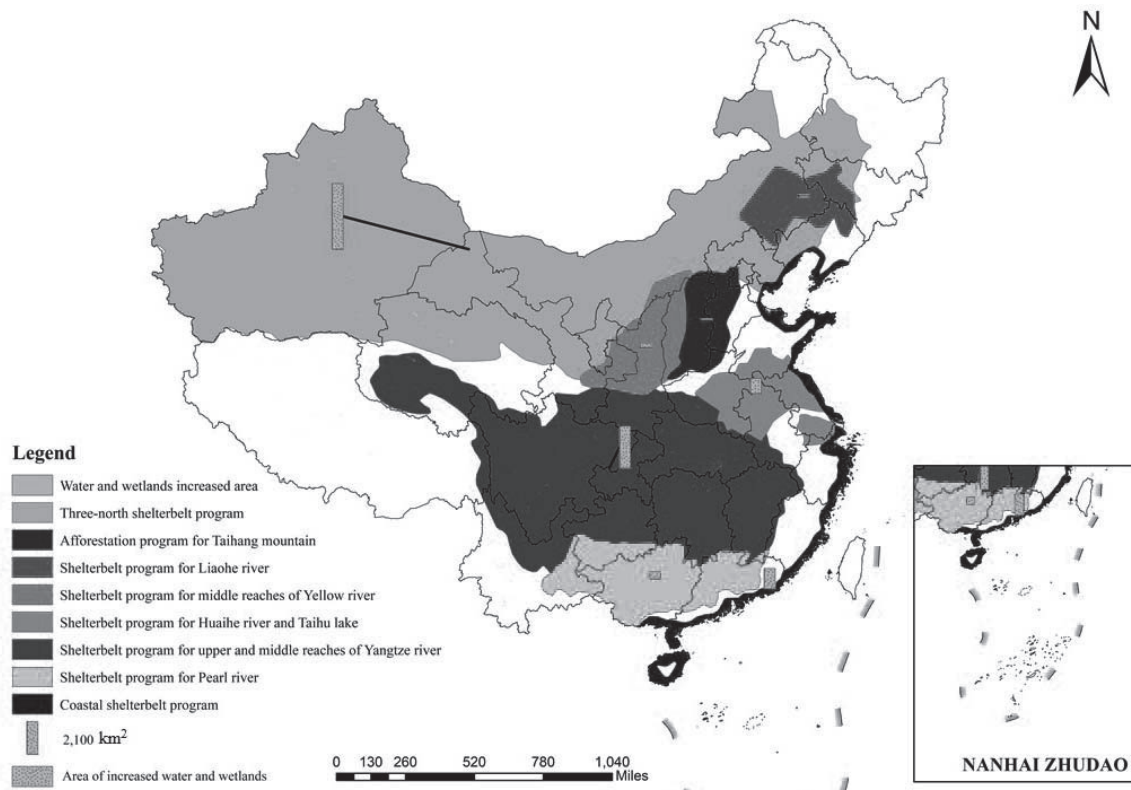 N
Legend
Water and wetlands increased area
Three-north shelterbelt program
Afforestation program for Taihang mountain
Shelterbelt program for Liaohe river
Shelterbelt program for middle reaches of Yellow river
Shelterbelt program for Huaihe river and Taihu lake
Shelterbelt program for upper and middle reaches of Yangtze river
Shelterbelt program for Pearl river
Coastal shelterbelt program
2,100 km²
Area of increased water and wetlands
0 130 260 520 780 1,040
Miles
NANHAI ZHUDAO